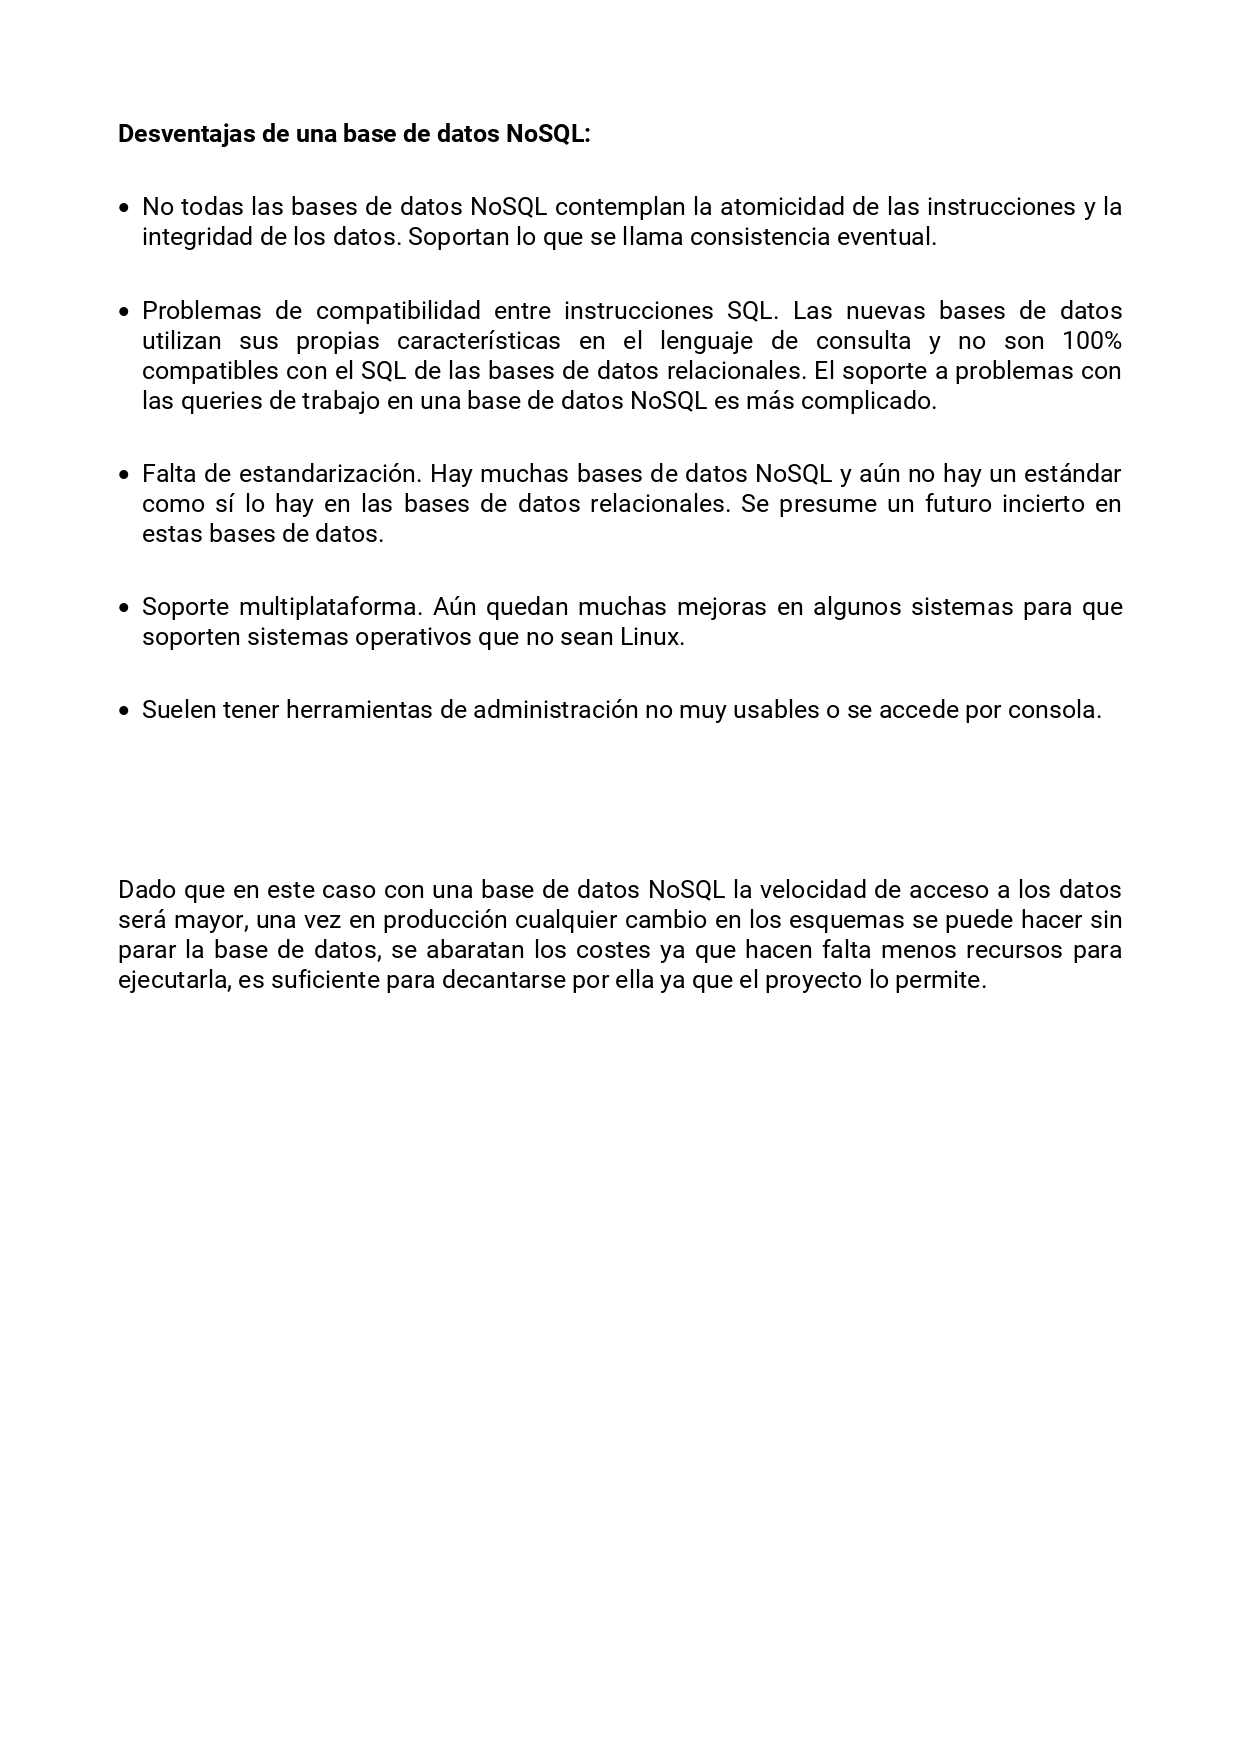 Desventajas de una base de datos NoSQL:
• No todas las bases de datos NoSQL contemplan la atomicidad de las instrucciones y la
integridad de los datos. Soportan lo que se llama consistencia eventual.
• Problemas de compatibilidad entre instrucciones SQL. Las nuevas bases de datos
utilizan sus propias características en el lenguaje de consulta y no son 100%
compatibles con el SQL de las bases de datos relacionales. El soporte a problemas con
las queries de trabajo en una base de datos NoSQL es más complicado.
• Falta de estandarización. Hay muchas bases de datos NoSQL y aún no hay un estándar
como sí lo hay en las bases de datos relacionales. Se presume un futuro incierto en
estas bases de datos.
• Soporte multiplataforma. Aún quedan muchas mejoras en algunos sistemas para que
soporten sistemas operativos que no sean Linux.
• Suelen tener herramientas de administración no muy usables o se accede por consola.
Dado que en este caso con una base de datos NoSQL la velocidad de acceso a los datos
será mayor, una vez en producción cualquier cambio en los esquemas se puede hacer sin
parar la base de datos, se abaratan los costes ya que hacen falta menos recursos para
ejecutarla, es suficiente para decantarse por ella ya que el proyecto lo permite.